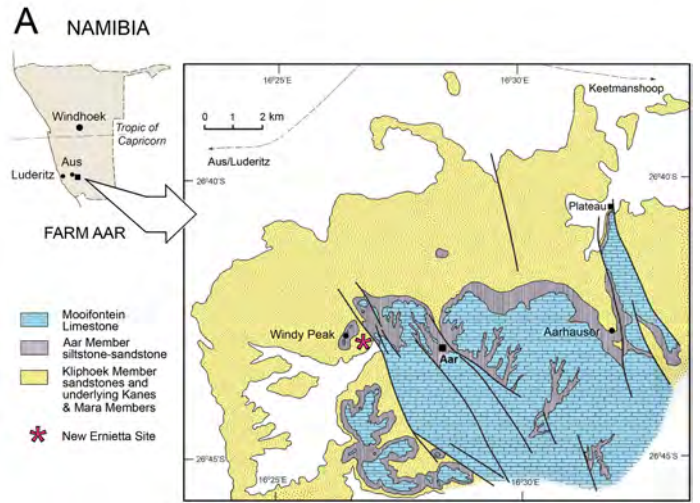 A
NAMIBIA
Windhoek
Tropic of
Capricorn
Aus
Luderitz
FARM AAR
Mooifontein
Limestone
Aar Member
siltstone-sandstone
Kliphoek Member
sandstones and
underlying Kanes
& Mara Members
New Ernietta Site
16°25'E
16°30'E
0 1 2 km
Keetmanshoop
Aus/Luderitz
26°40'S
26°40'S
Plateau
Windy Peak
Aar
Aarhauser
26°45'S
26°45'S
16°25'E
16°30'E